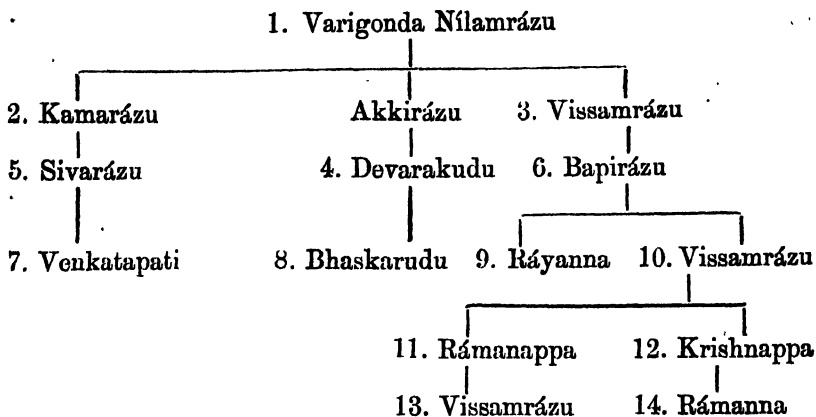 1. Varigonda Nílamrázu
2. Kamarázu Akkirázu 3. Vissamrázu
5. Sivarázu 4. Devarakudu 6. Bapirázu
7. Venkatapati 8. Bhaskarudu 9. Ráyanna 10. Vissamrázu
11. Rámanappa 12. Krishnappa
13. Vissamrázu 14. Rámanna